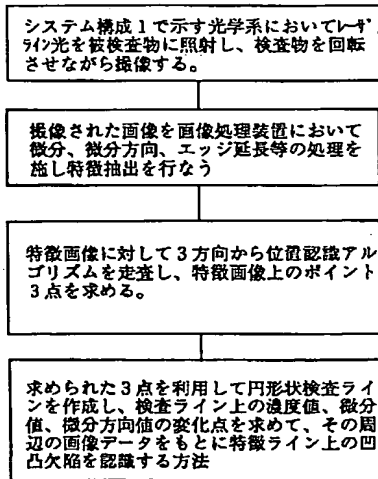 システム構成1で示す光学系においてﾚｰｻﾞ
ﾗｲﾝ光を被検査物に照射し、検査物を回転
させながら撮像する。
撮像された画像を画像処理装置において
微分、微分方向、エッジ延長等の処理を
施し特徴抽出を行なう
特徴画像に対して3方向から位置認識アル
ゴリズムを走査し、特徴画像上のポイント
3点を求める。
求められた3点を利用して円形状検査ライ
ンを作成し、検査ライン上の濃度値、微分
値、微分方向値の変化点を求めて、その周
辺の画像データをもとに特徴ライン上の凹
凸欠陥を認識する方法